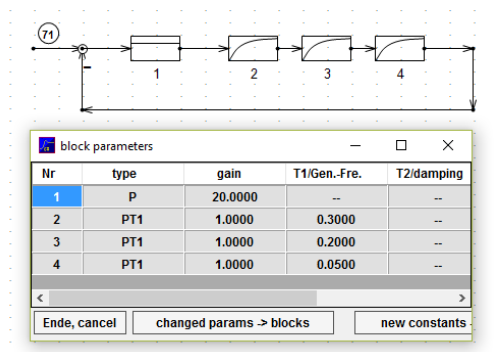 71
1 2 3 4
block parameters
Nr type gain T1/Gen.-Fre. T2/damping
1 P 20.0000 -- --
2 PT1 1.0000 0.3000 --
3 PT1 1.0000 0.2000 --
4 PT1 1.0000 0.0500 --
Ende, cancel changed params -> blocks new constants -